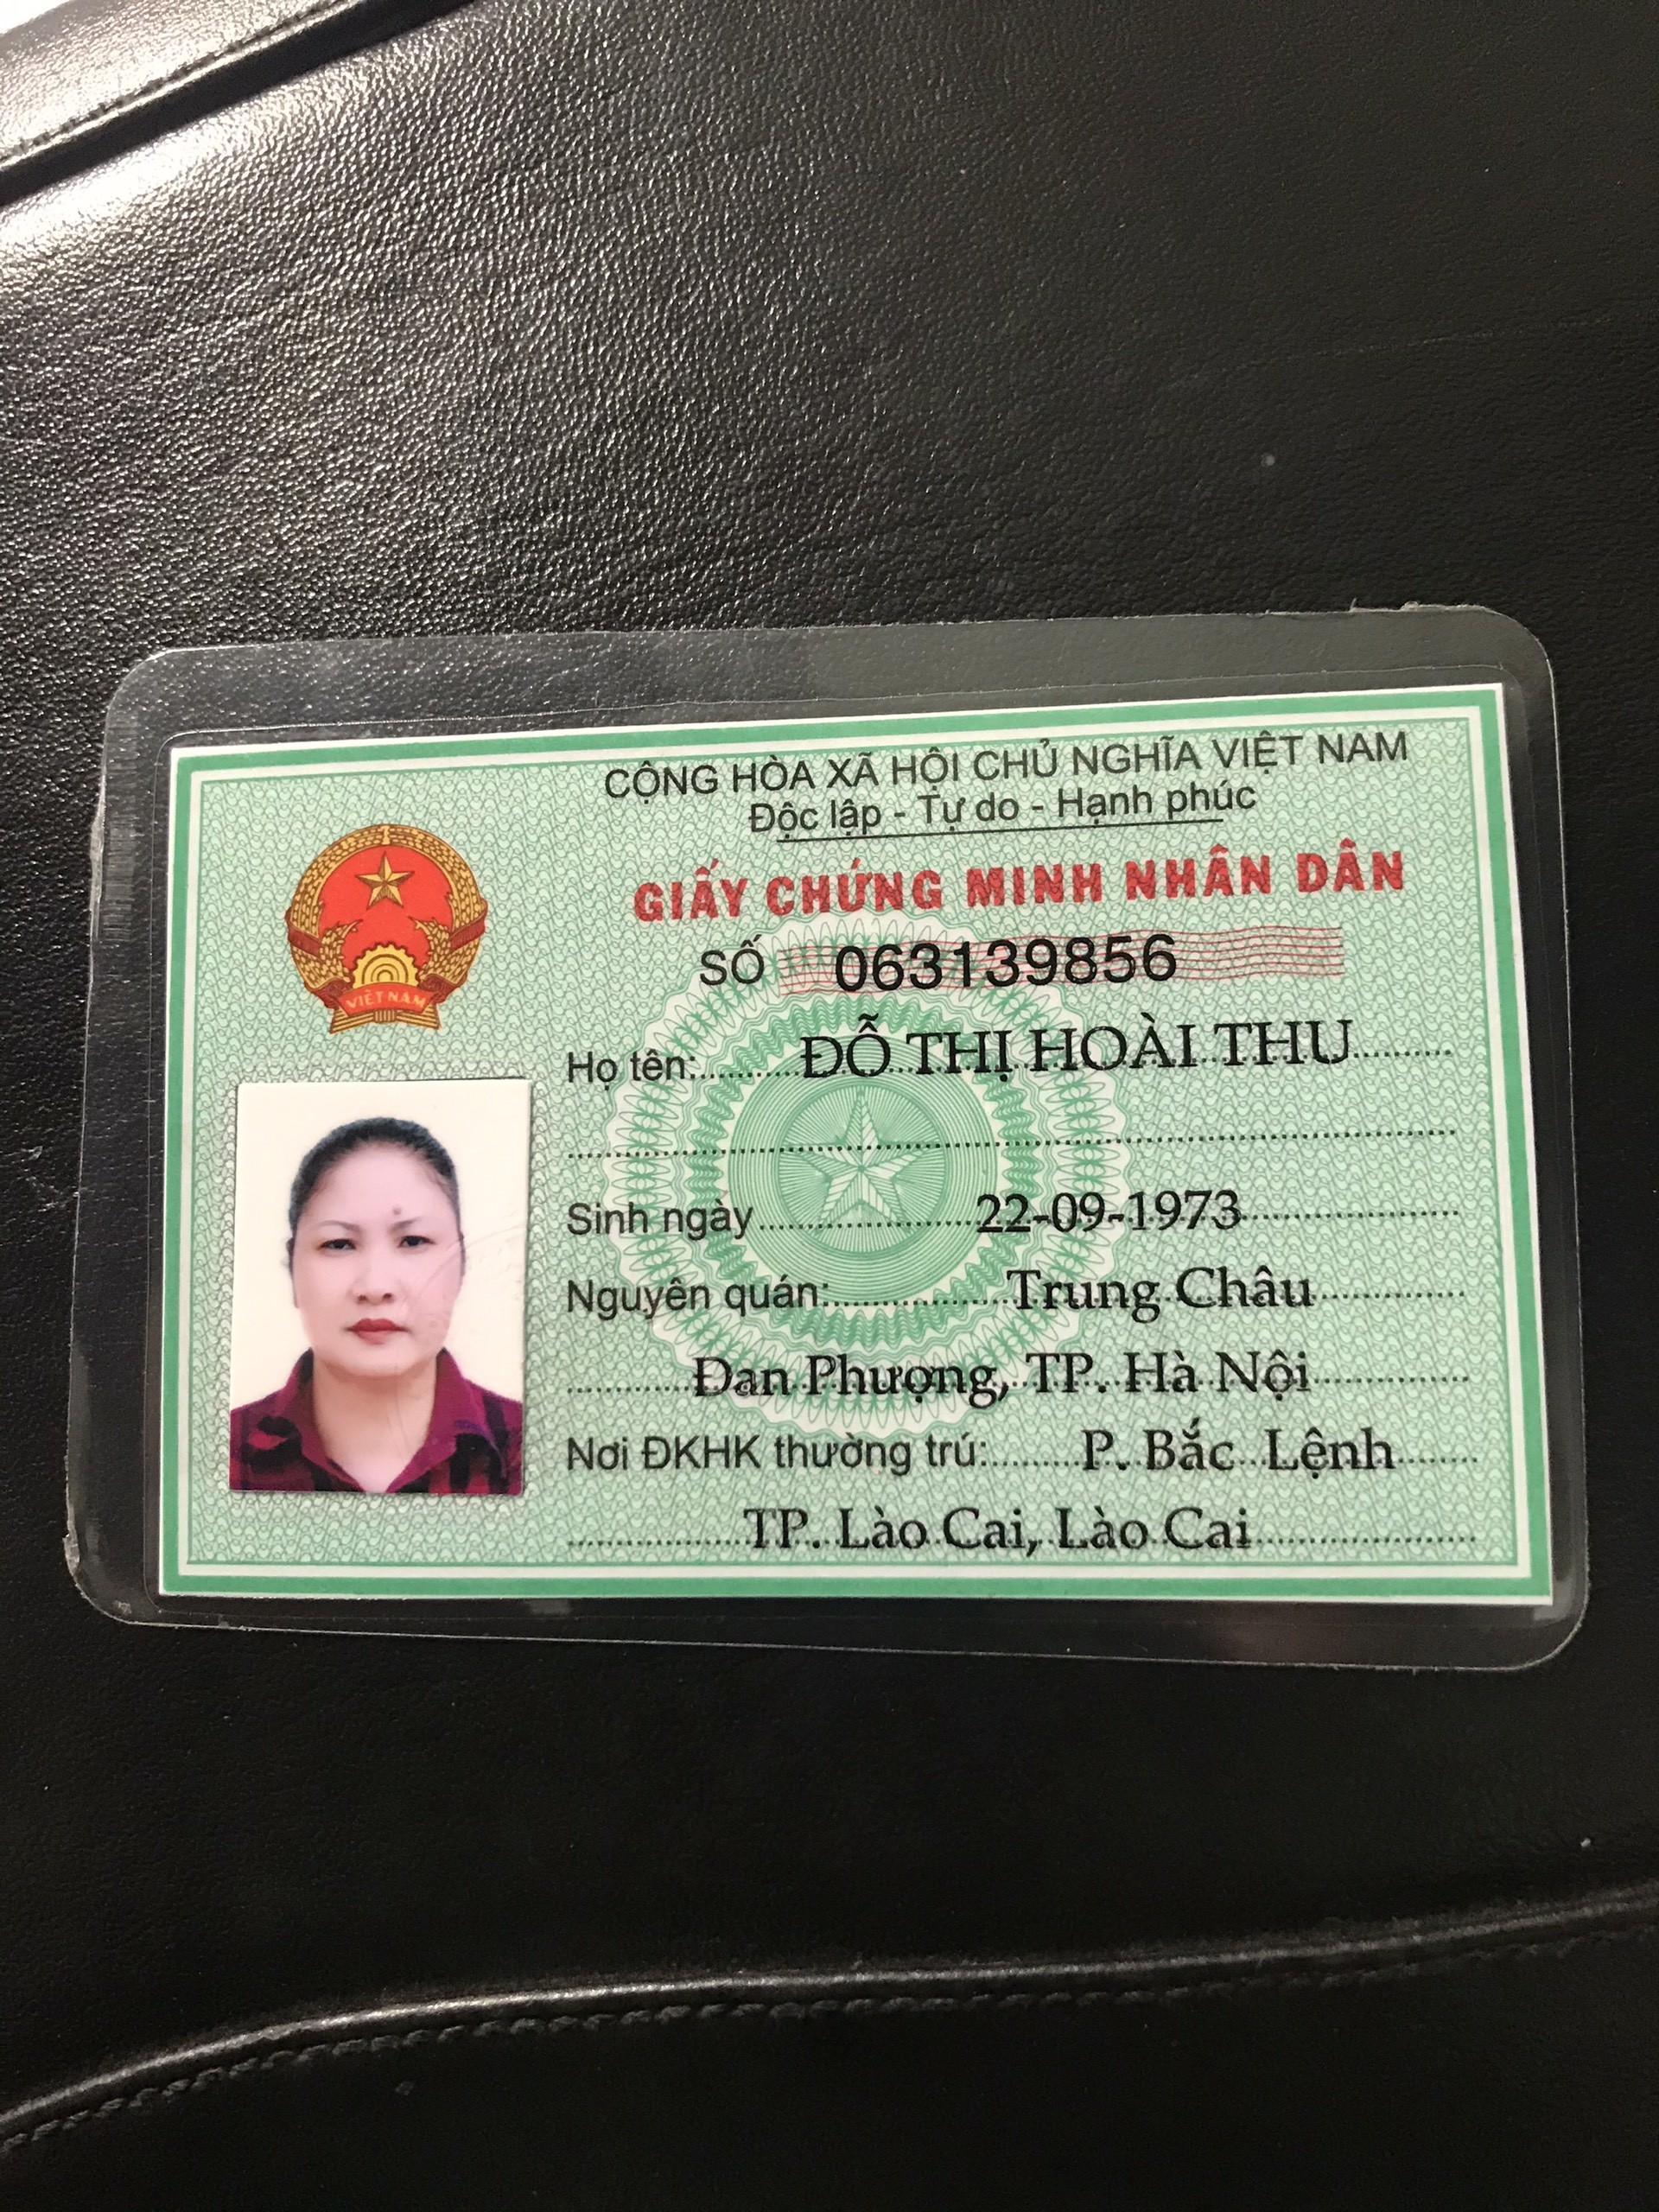 CỘNG HÒA XÃ HỘI CHỦ NGHĨA VIỆT NAM
Độc lập - Tự do - Hạnh phúc
GIẤY CHỨNG MINH NHÂN DÂN
SỐ 063139856
VIỆT NAM
Họ tên: ĐỖ THỊ HOÀI THU
Sinh ngày 22-09-1973
Nguyên quán: Trung Châu
Đan Phượng, TP. Hà Nội
Nơi ĐKHK thường trú: P. Bắc Lệnh
TP. Lào Cai, Lào Cai